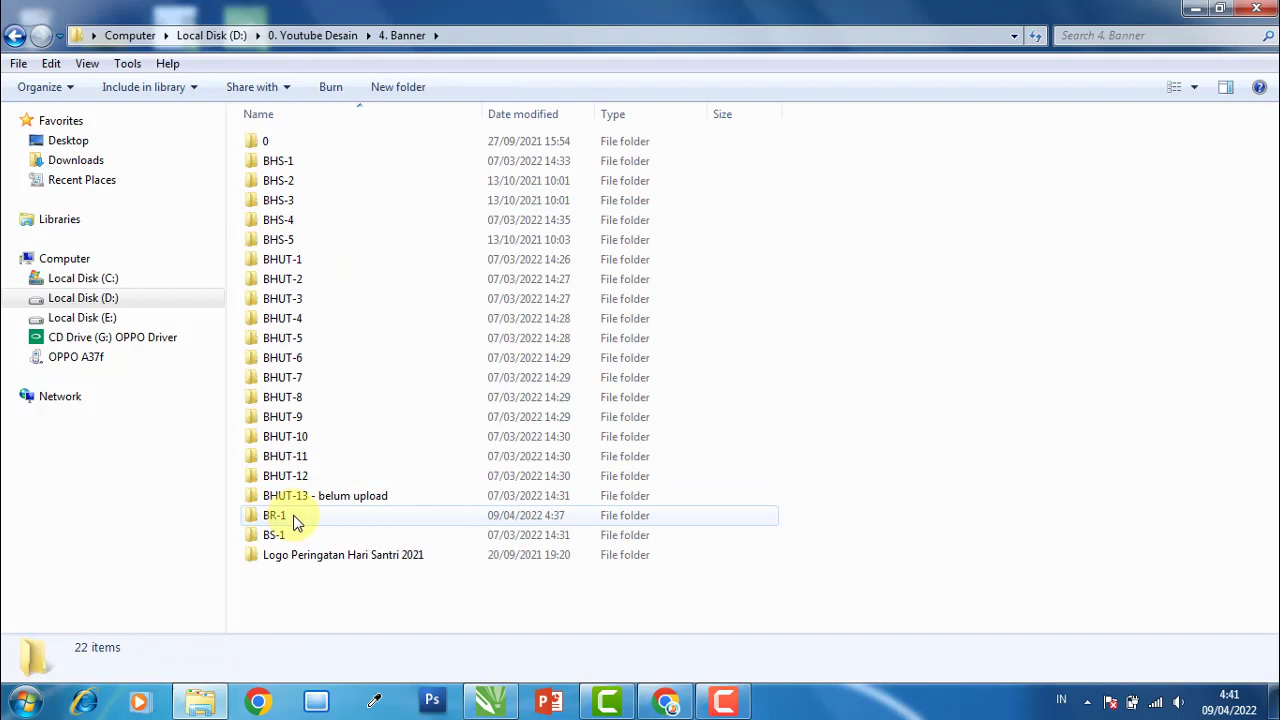 Computer Local Disk (D:) 0. Youtube Desain 4. Banner Search 4. Banner
File Edit View Tools Help
Organize Include in library Share with Burn New folder
Name Date modified Type Size
Favorites
Desktop
Downloads
Recent Places
Libraries
Computer
Local Disk (C:)
Local Disk (D:)
Local Disk (E:)
CD Drive (G:) OPPO Driver
OPPO A37f
Network
0 27/09/2021 15:54 File folder
BHS-1 07/03/2022 14:33 File folder
BHS-2 13/10/2021 10:01 File folder
BHS-3 13/10/2021 10:01 File folder
BHS-4 07/03/2022 14:35 File folder
BHS-5 13/10/2021 10:03 File folder
BHUT-1 07/03/2022 14:26 File folder
BHUT-2 07/03/2022 14:27 File folder
BHUT-3 07/03/2022 14:27 File folder
BHUT-4 07/03/2022 14:28 File folder
BHUT-5 07/03/2022 14:28 File folder
BHUT-6 07/03/2022 14:29 File folder
BHUT-7 07/03/2022 14:29 File folder
BHUT-8 07/03/2022 14:29 File folder
BHUT-9 07/03/2022 14:29 File folder
BHUT-10 07/03/2022 14:30 File folder
BHUT-11 07/03/2022 14:30 File folder
BHUT-12 07/03/2022 14:30 File folder
BHUT-13 - belum upload 07/03/2022 14:31 File folder
BR-1 09/04/2022 4:37 File folder
BS-1 07/03/2022 14:31 File folder
Logo Peringatan Hari Santri 2021 20/09/2021 19:20 File folder
22 items
Ps
IN
4:41
09/04/2022